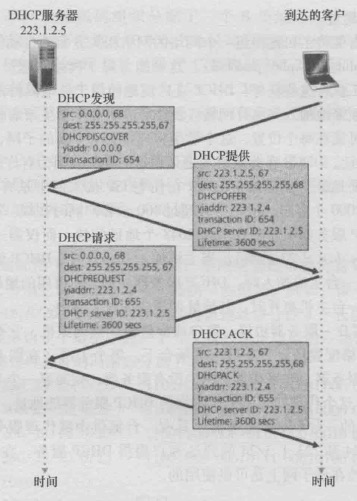 DHCP服务器
223.1.2.5
到达的客户
DHCP发现
src: 0.0.0.0, 68
dest: 255.255.255.255,67
DHCPDISCOVER
yiaddr: 0.0.0.0
transaction ID: 654
DHCP提供
src: 223.1.2.5, 67
dest: 255.255.255.255,68
DHCPOFFER
yiaddrr: 223.1.2.4
transaction ID: 654
DHCP server ID: 223.1.2.5
Lifetime: 3600 secs
DHCP请求
src: 0.0.0.0, 68
dest: 255.255.255.255, 67
DHCPREQUEST
yiaddrr: 223.1.2.4
transaction ID: 655
DHCP server ID: 223.1.2.5
Lifetime: 3600 secs
DHCP ACK
src: 223.1.2.5, 67
dest: 255.255.255.255,68
DHCPACK
yiaddrr: 223.1.2.4
transaction ID: 655
DHCP server ID: 223.1.2.5
Lifetime: 3600 secs
时间
时间